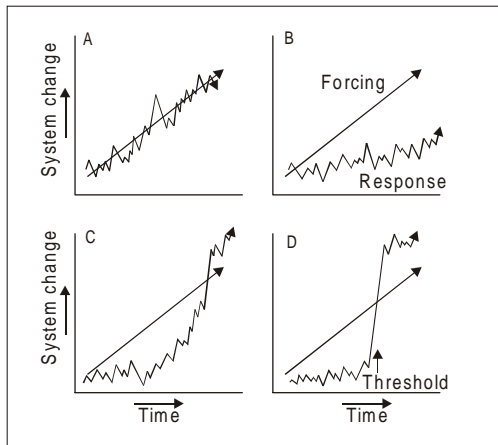 A
B
System change
Forcing
Response
C
D
System change
Threshold
Time
Time